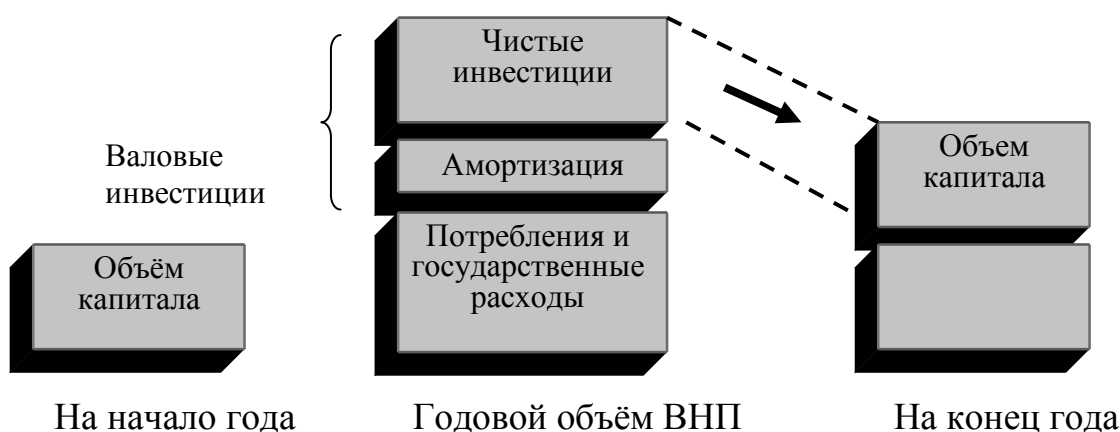 Чистые
инвестиции
Валовые
инвестиции
Амортизация
Объем
капитала
Потребления и
государственные
расходы
Объём
капитала
На начало года
Годовой объём ВНП
На конец года